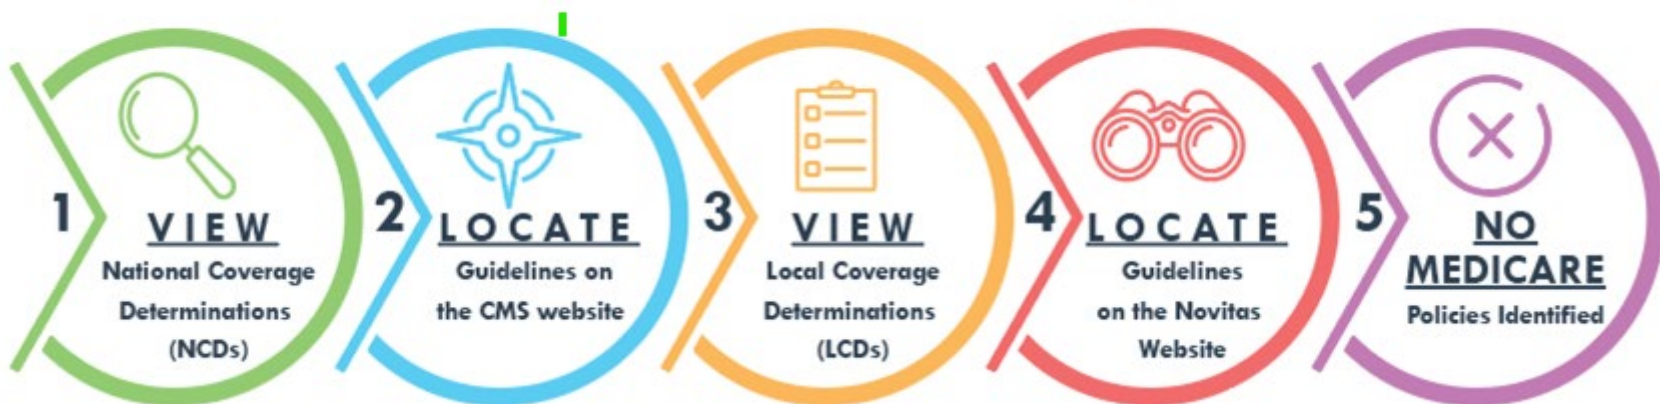 1
VIEW
National Coverage
Determinations
(NCDs)
2
LOCATE
Guidelines on
the CMS website
3
VIEW
Local Coverage
Determinations
(LCDs)
4
LOCATE
Guidelines
on the Novitas
Website
5
NO
MEDICARE
Policies Identified